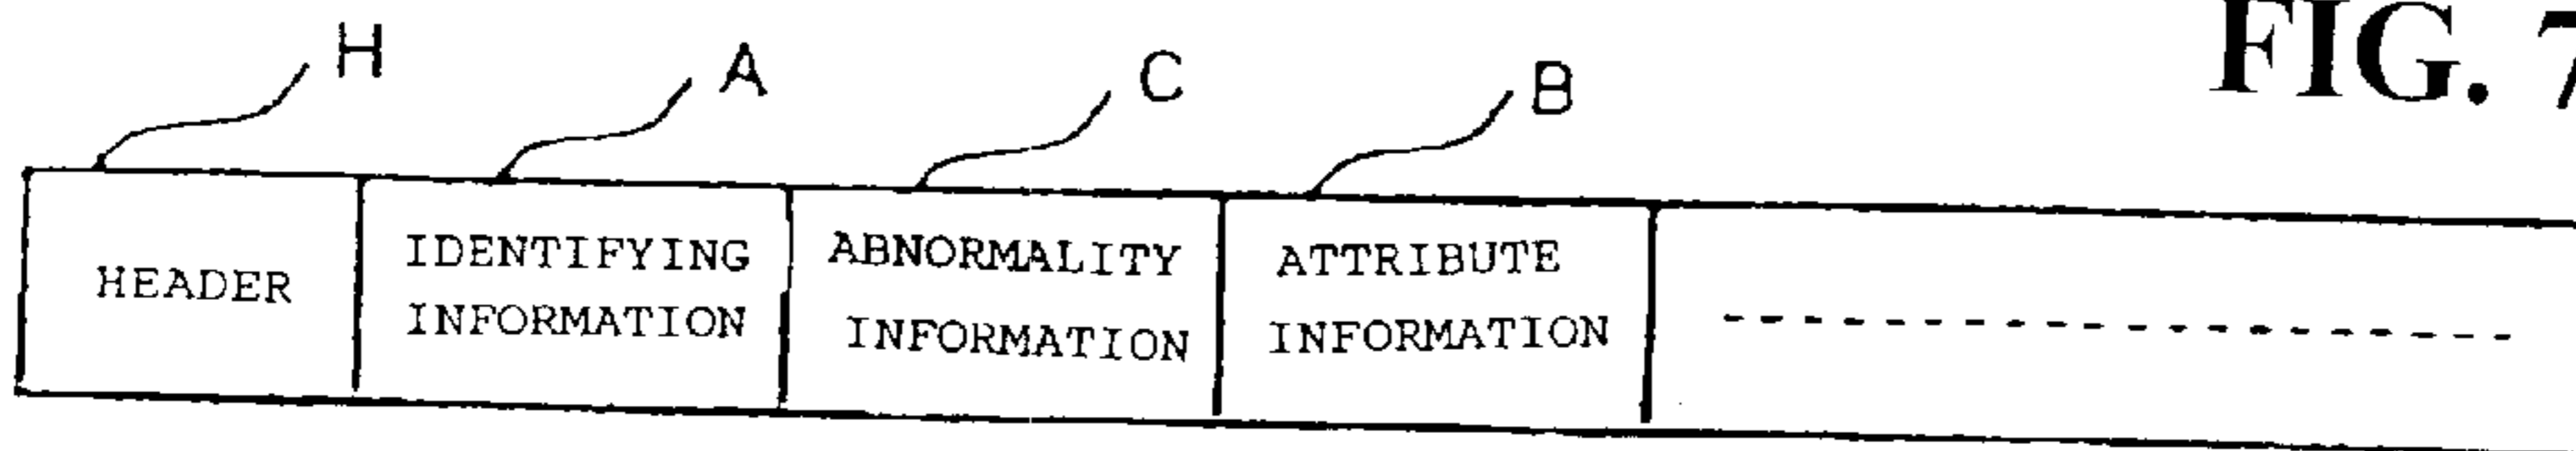 FIG. 7
H A C B
HEADER
IDENTIFYING
INFORMATION
ABNORMALITY
INFORMATION
ATTRIBUTE
INFORMATION